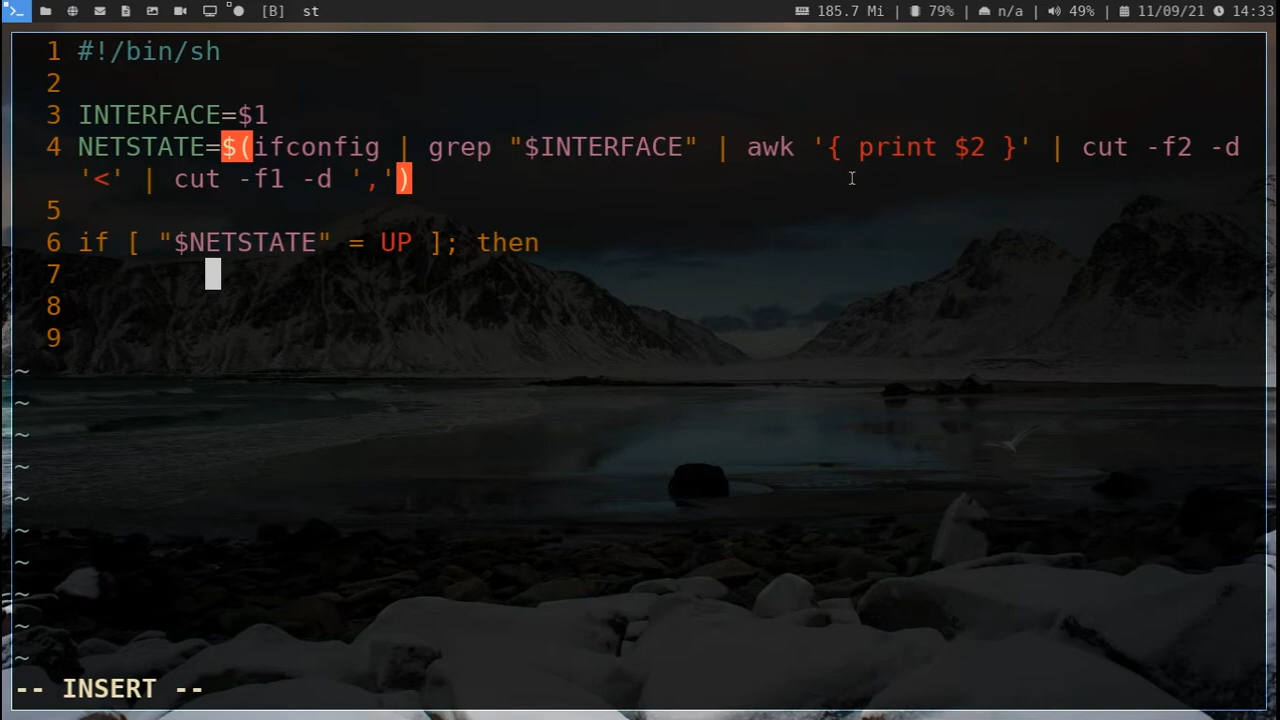 [B] st 185.7 Mi | 79% | n/a | 49% | 11/09/21 14:33
1 #!/bin/sh
2
3 INTERFACE=$1
4 NETSTATE=$(ifconfig | grep "$INTERFACE" | awk '{ print $2 }' | cut -f2 -d
'<' | cut -f1 -d ',')
5
6 if [ "$NETSTATE" = UP ]; then
7
8
9
~
~
~
~
~
~
~
~
~
~
-- INSERT --